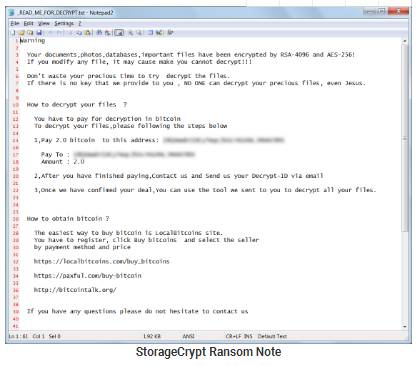 _READ_ME_FOR_DECRYPT.txt - Notepad2
File Edit View Settings ?
1 Warning
2
3 Your documents,photos,databases,important files have been encrypted by RSA-4096 and AES-256!
4 If you modify any file, it may cause make you cannot decrypt!!!
5
6 Don't waste your precious time to try decrypt the files.
7 If there is no key that we provide to you , NO ONE can decrypt your precious files, even Jesus.
8
9
10 How to decrypt your files ?
11
12 You have to pay for decryption in bitcoin
13 To decrypt your files,please following the steps below
14
15 1,Pay 2.0 bitcoin to this address:
16
17 Pay To :
18 Amount : 2.0
19
20 2,After you have finished paying,Contact us and Send us your Decrypt-ID via email
21
22 3,Once we have confimed your deal,You can use the tool we sent to you to decrypt all your files.
23
24
25
26 How to obtain bitcoin ?
27
28 The easiest way to buy bitcoin is LocalBitcoins site.
29 You have to register, click Buy bitcoins and select the seller
30 by payment method and price
31
32 https://localbitcoins.com/buy_bitcoins
33
34 https://paxful.com/buy-bitcoin
35
36 http://bitcointalk.org/
37
38
39 If you have any questions please do not hesitate to contact us
40
41
Ln 1 : 61 Col 1 Sel 0 1.92 KB ANSI CR+LF INS Default Text
StorageCrypt Ransom Note